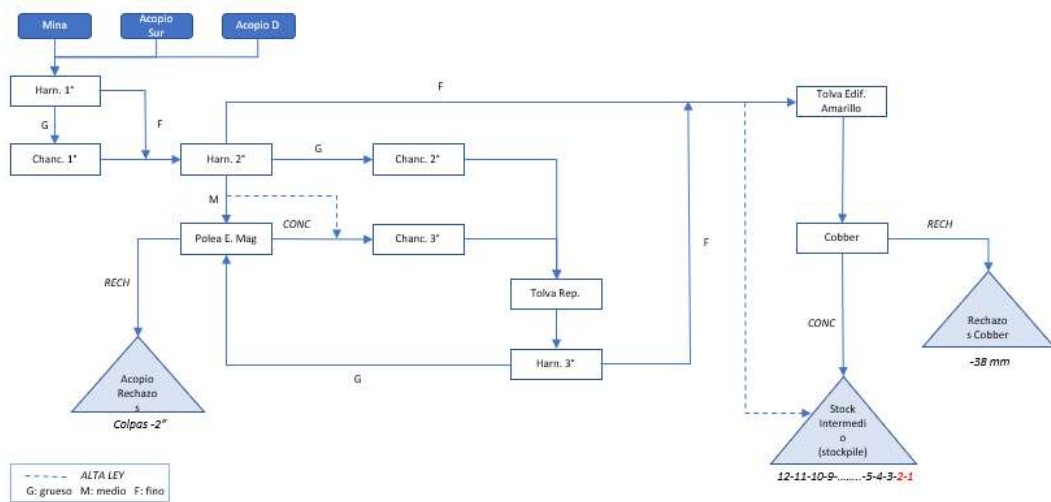 Mina
Acopio
Sur
Acopio D
Harn. 1°
G
F
Chanc. 1°
Harn. 2°
G
Chanc. 2°
F
Tolva Edif.
Amarillo
M
CONC
Polea E. Mag
Chanc. 3°
RECH
Tolva Rep.
F
Harn. 3°
G
Cobber
RECH
CONC
Acopio
Rechazo
s
Colpas -2"
Rechazo
s Cobber
-38 mm
Stock
Intermedi
o
(stockpile)
12-11-10-9-........-5-4-3-2-1
ALTA LEY
G: grueso M: medio F: fino